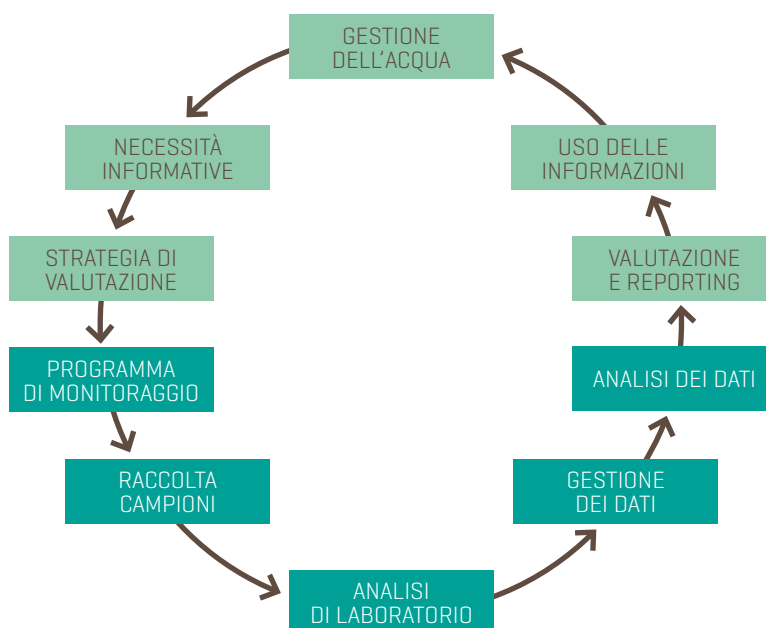 GESTIONE
DELL'ACQUA
NECESSITÀ
INFORMATIVE
USO DELLE
INFORMAZIONI
STRATEGIA DI
VALUTAZIONE
VALUTAZIONE
E REPORTING
PROGRAMMA
DI MONITORAGGIO
ANALISI DEI DATI
RACCOLTA
CAMPIONI
GESTIONE
DEI DATI
ANALISI
DI LABORATORIO